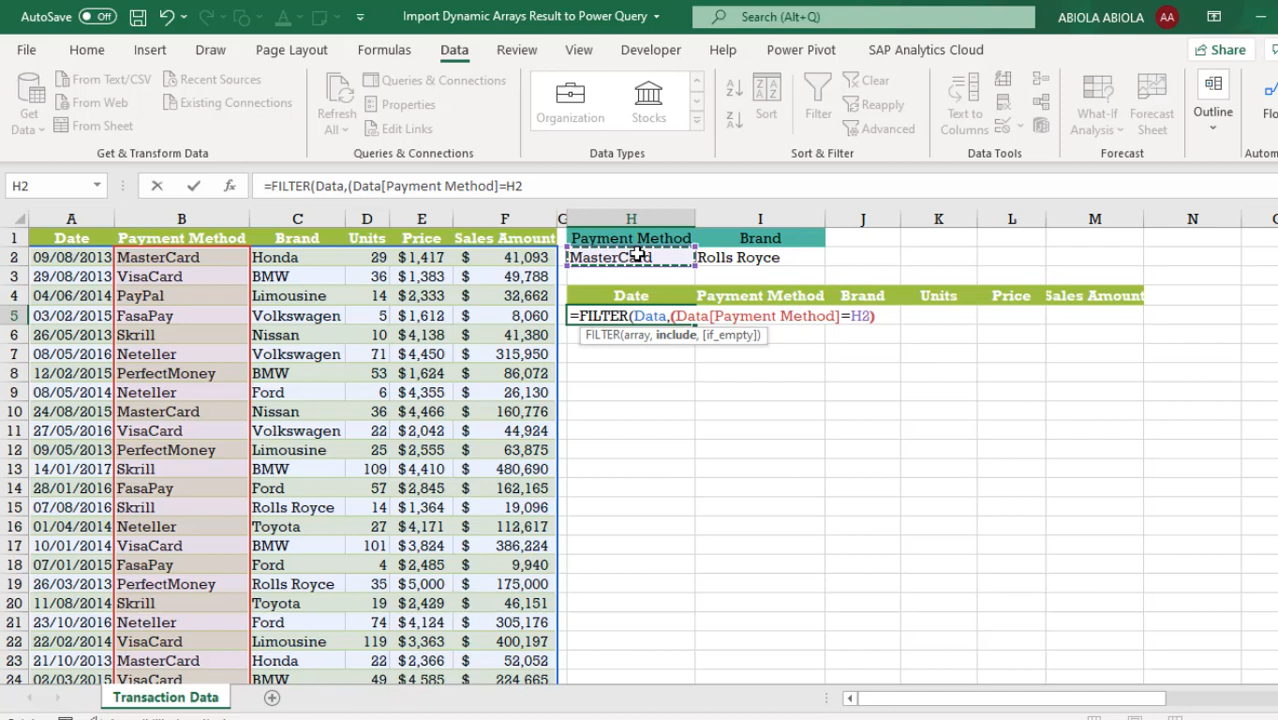 AutoSave Off Import Dynamic Arrays Result to Power Query Search (Alt+Q) ABIOLA ABIOLA AA
File Home Insert Draw Page Layout Formulas Data Review View Developer Help Power Pivot SAP Analytics Cloud Share
Get Data From Text/CSV From Web From Sheet Recent Sources Existing Connections
Refresh All Queries & Connections Properties Edit Links
Organization Stocks
Sort Filter Clear Reapply Advanced
Text to Columns What-If Analysis Forecast Sheet Outline
Get & Transform Data Queries & Connections Data Types Sort & Filter Data Tools Forecast
H2 fx =FILTER(Data,(Data[Payment Method]=H2
A B C D E F G H I J K L M N
1 Date Payment Method Brand Units Price Sales Amount Payment Method Brand
2 09/08/2013 MasterCard Honda 29 $1,417 $ 41,093 MasterCard Rolls Royce
3 29/08/2013 VisaCard BMW 36 $1,383 $ 49,788
4 04/06/2014 PayPal Limousine 14 $2,333 $ 32,662 Date Payment Method Brand Units Price Sales Amount
5 03/02/2015 FasaPay Volkswagen 5 $1,612 $ 8,060 =FILTER(Data,(Data[Payment Method]=H2)
FILTER(array, include, [if_empty])
6 26/05/2013 Skrill Nissan 10 $4,138 $ 41,380
7 08/05/2016 Neteller Volkswagen 71 $4,450 $ 315,950
8 12/02/2015 PerfectMoney BMW 53 $1,624 $ 86,072
9 08/05/2014 Neteller Ford 6 $4,355 $ 26,130
10 24/08/2015 MasterCard Nissan 36 $4,466 $ 160,776
11 27/05/2016 VisaCard Volkswagen 22 $2,042 $ 44,924
12 09/05/2013 PerfectMoney Limousine 25 $2,555 $ 63,875
13 14/01/2017 Skrill BMW 109 $4,410 $ 480,690
14 28/01/2016 FasaPay Ford 57 $2,845 $ 162,165
15 07/08/2016 Skrill Rolls Royce 14 $1,364 $ 19,096
16 01/04/2014 Neteller Toyota 27 $4,171 $ 112,617
17 10/01/2014 VisaCard BMW 101 $3,824 $ 386,224
18 07/01/2015 FasaPay Ford 4 $2,485 $ 9,940
19 26/03/2013 PerfectMoney Rolls Royce 35 $5,000 $ 175,000
20 11/08/2014 Skrill Toyota 19 $2,429 $ 46,151
21 23/10/2016 Neteller Ford 74 $4,124 $ 305,176
22 22/02/2014 VisaCard Limousine 119 $3,363 $ 400,197
23 21/10/2013 MasterCard Honda 22 $2,366 $ 52,052
24 02/03/2015 VisaCard BMW 49 $4,585 $ 224,665
Transaction Data